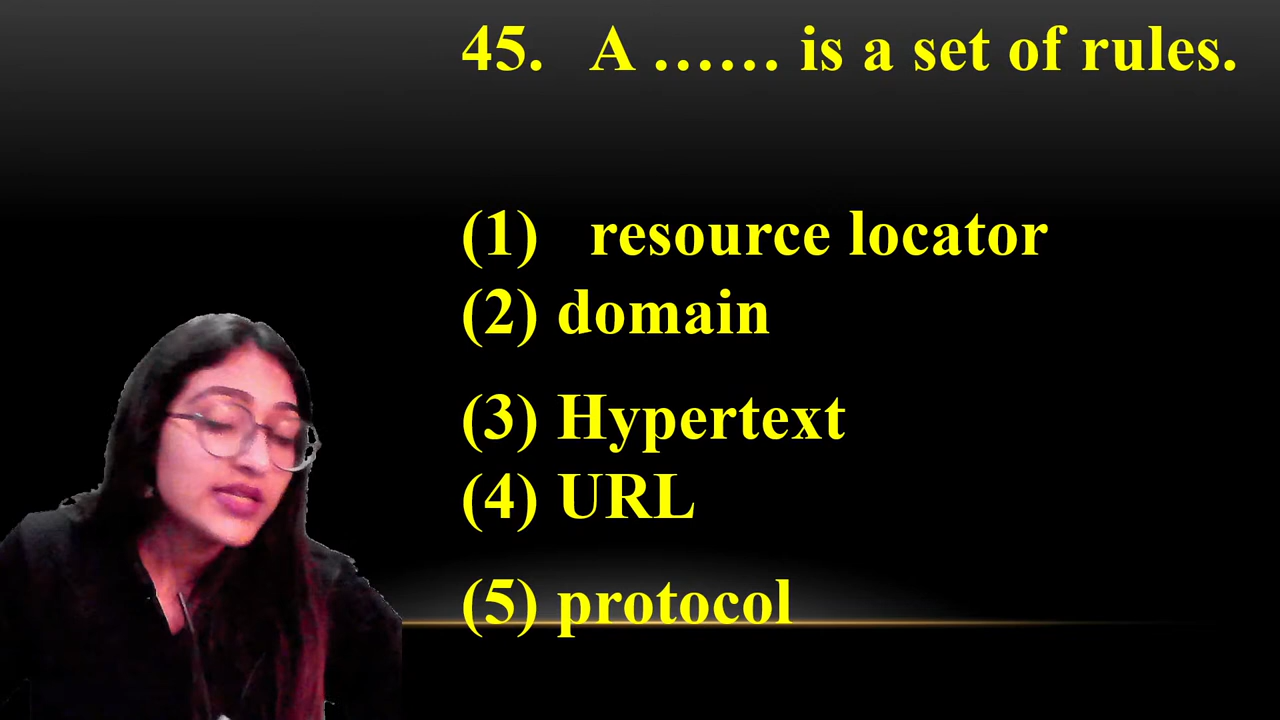 45. A …… is a set of rules.
(1) resource locator
(2) domain
(3) Hypertext
(4) URL
(5) protocol